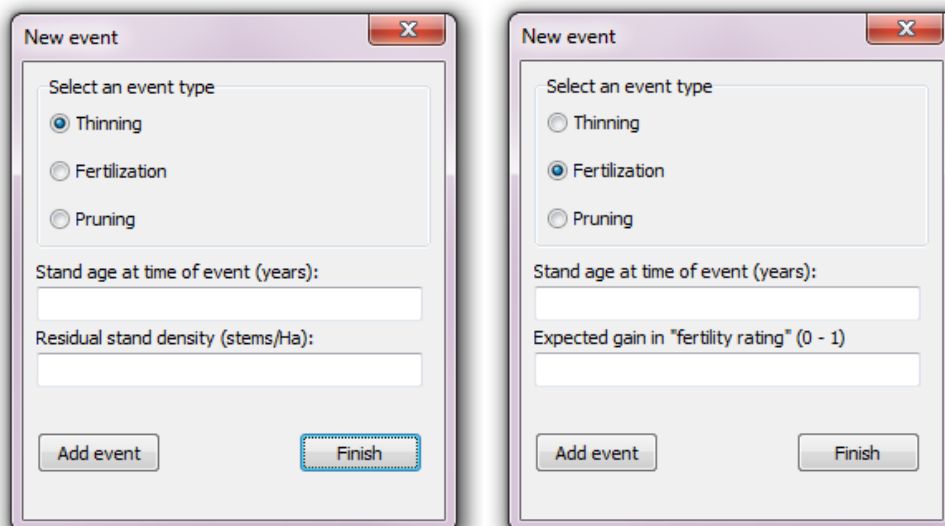 New event
Select an event type
Thinning
Fertilization
Pruning
Stand age at time of event (years):
Residual stand density (stems/Ha):
Add event
Finish
New event
Select an event type
Thinning
Fertilization
Pruning
Stand age at time of event (years):
Expected gain in "fertility rating" (0 - 1)
Add event
Finish